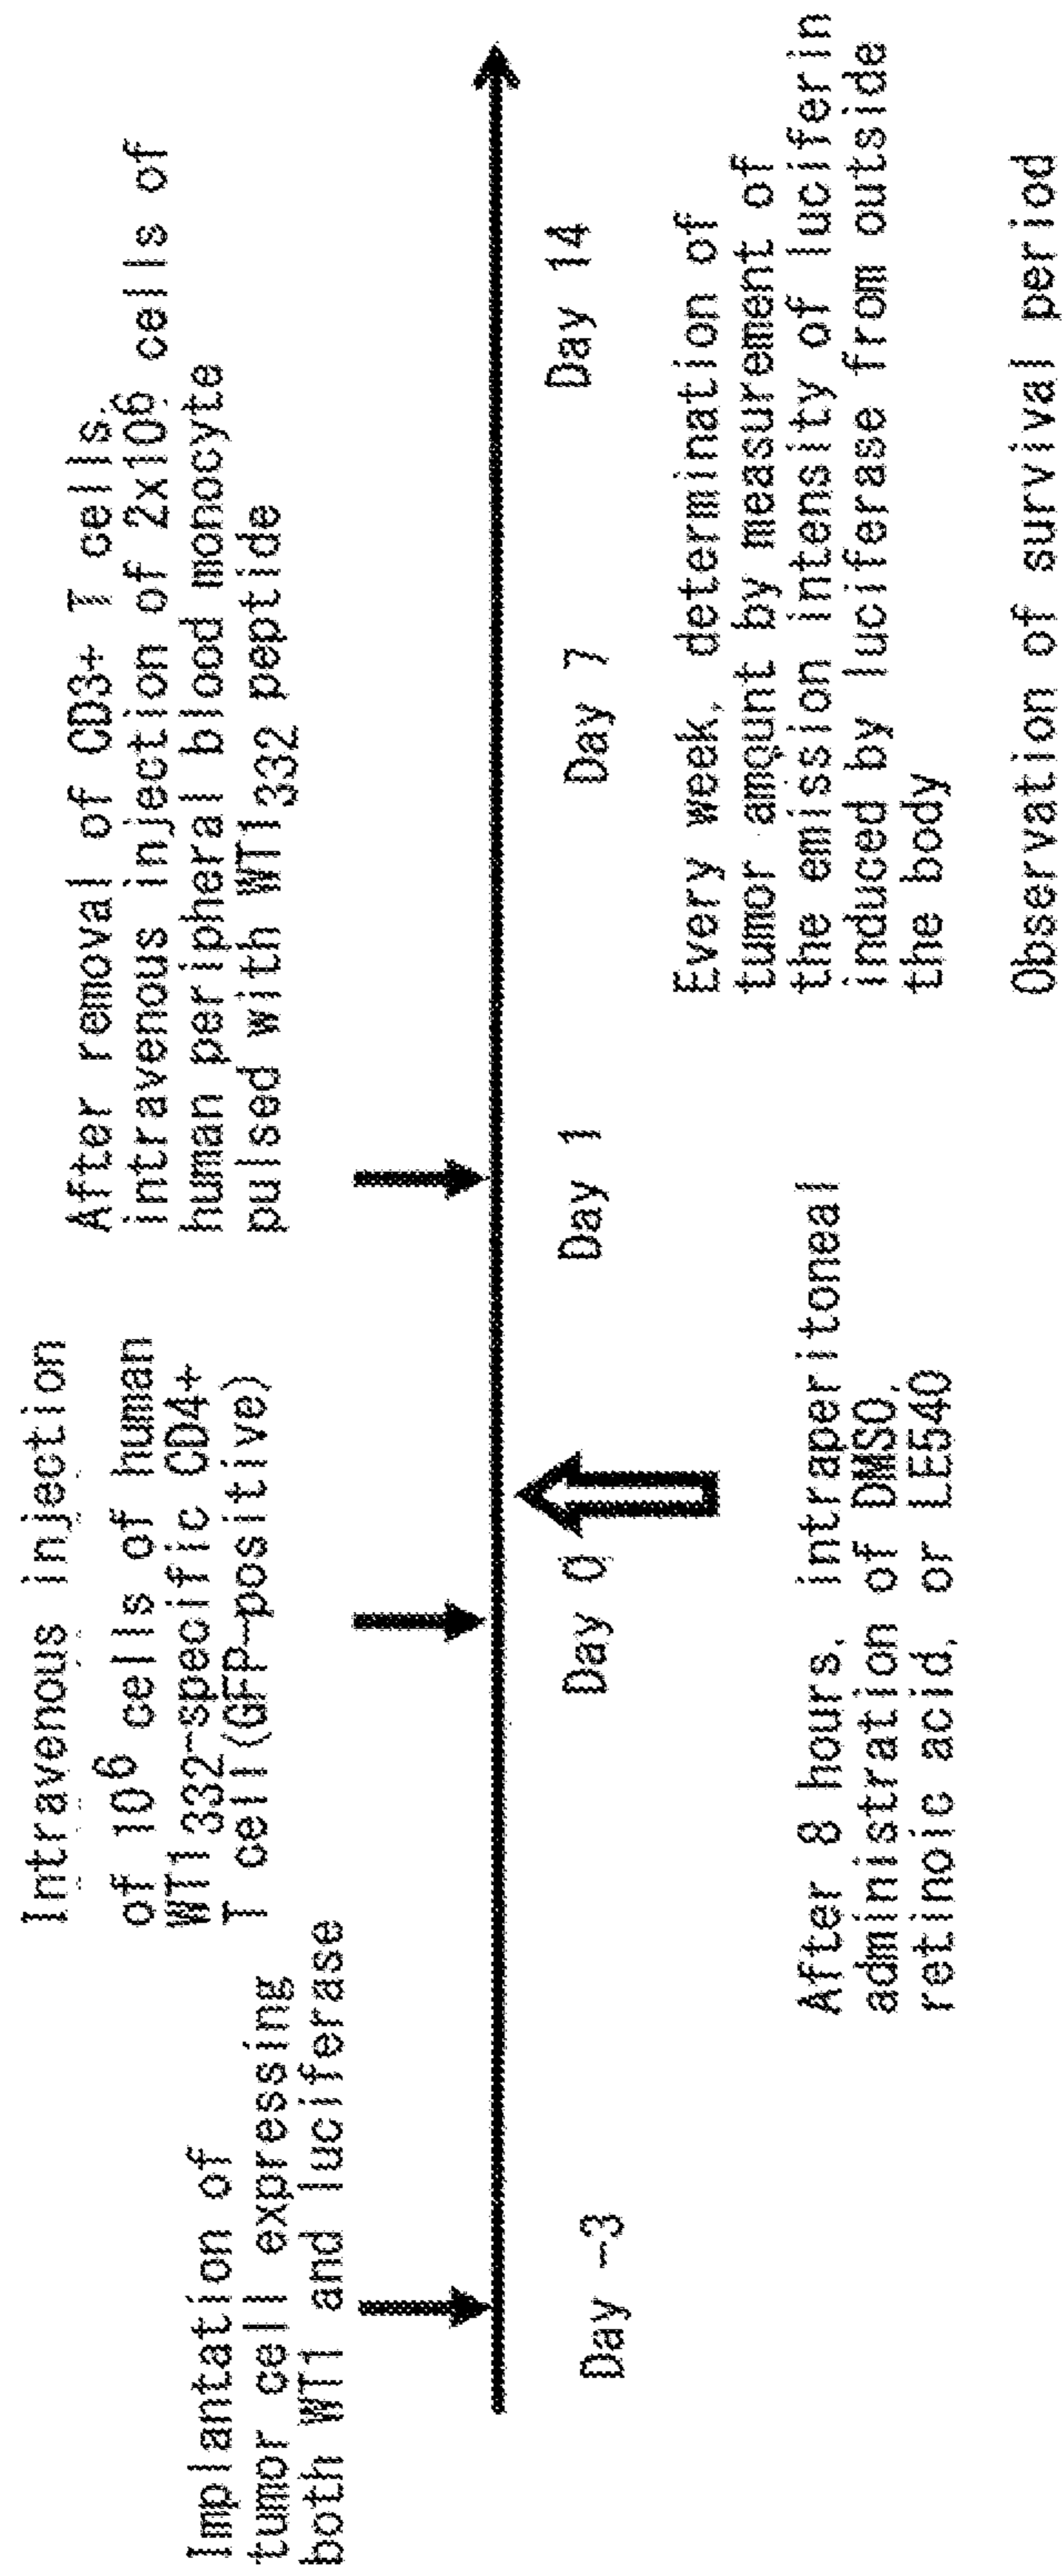 Implantation of
tumor cell expressing
both WT1 and luciferase
Intravenous injection
of 10⁶ cells of human
WT1₃₃₂-specific CD4+
T cell(GFP-positive)
After removal of CD3+ T cells,
intravenous injection of 2x10⁶ cells of
human peripheral blood monocyte
pulsed with WT1₃₃₂ peptide
Day -3
Day 0
Day 1
Day 7
Day 14
After 8 hours, intraperitoneal
administration of DMSO,
retinoic acid, or LE540
Every week, determination of
tumor amount by measurement of
the emission intensity of luciferin
induced by luciferase from outside
the body
Observation of survival period